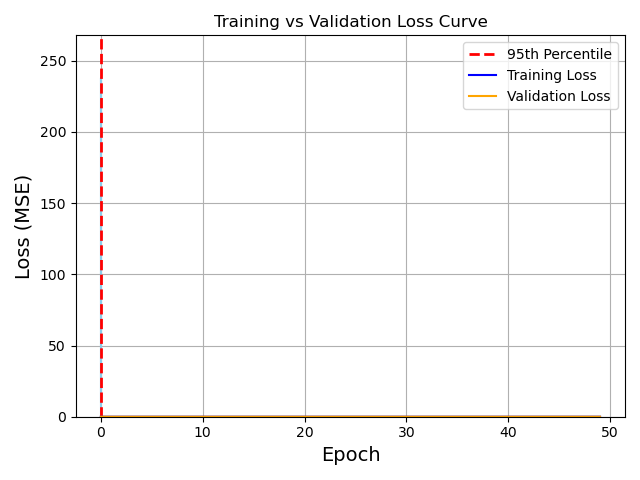 Training vs Validation Loss Curve
95th Percentile
Training Loss
Validation Loss
Loss (MSE)
250
200
150
100
50
0
0 10 20 30 40 50
Epoch